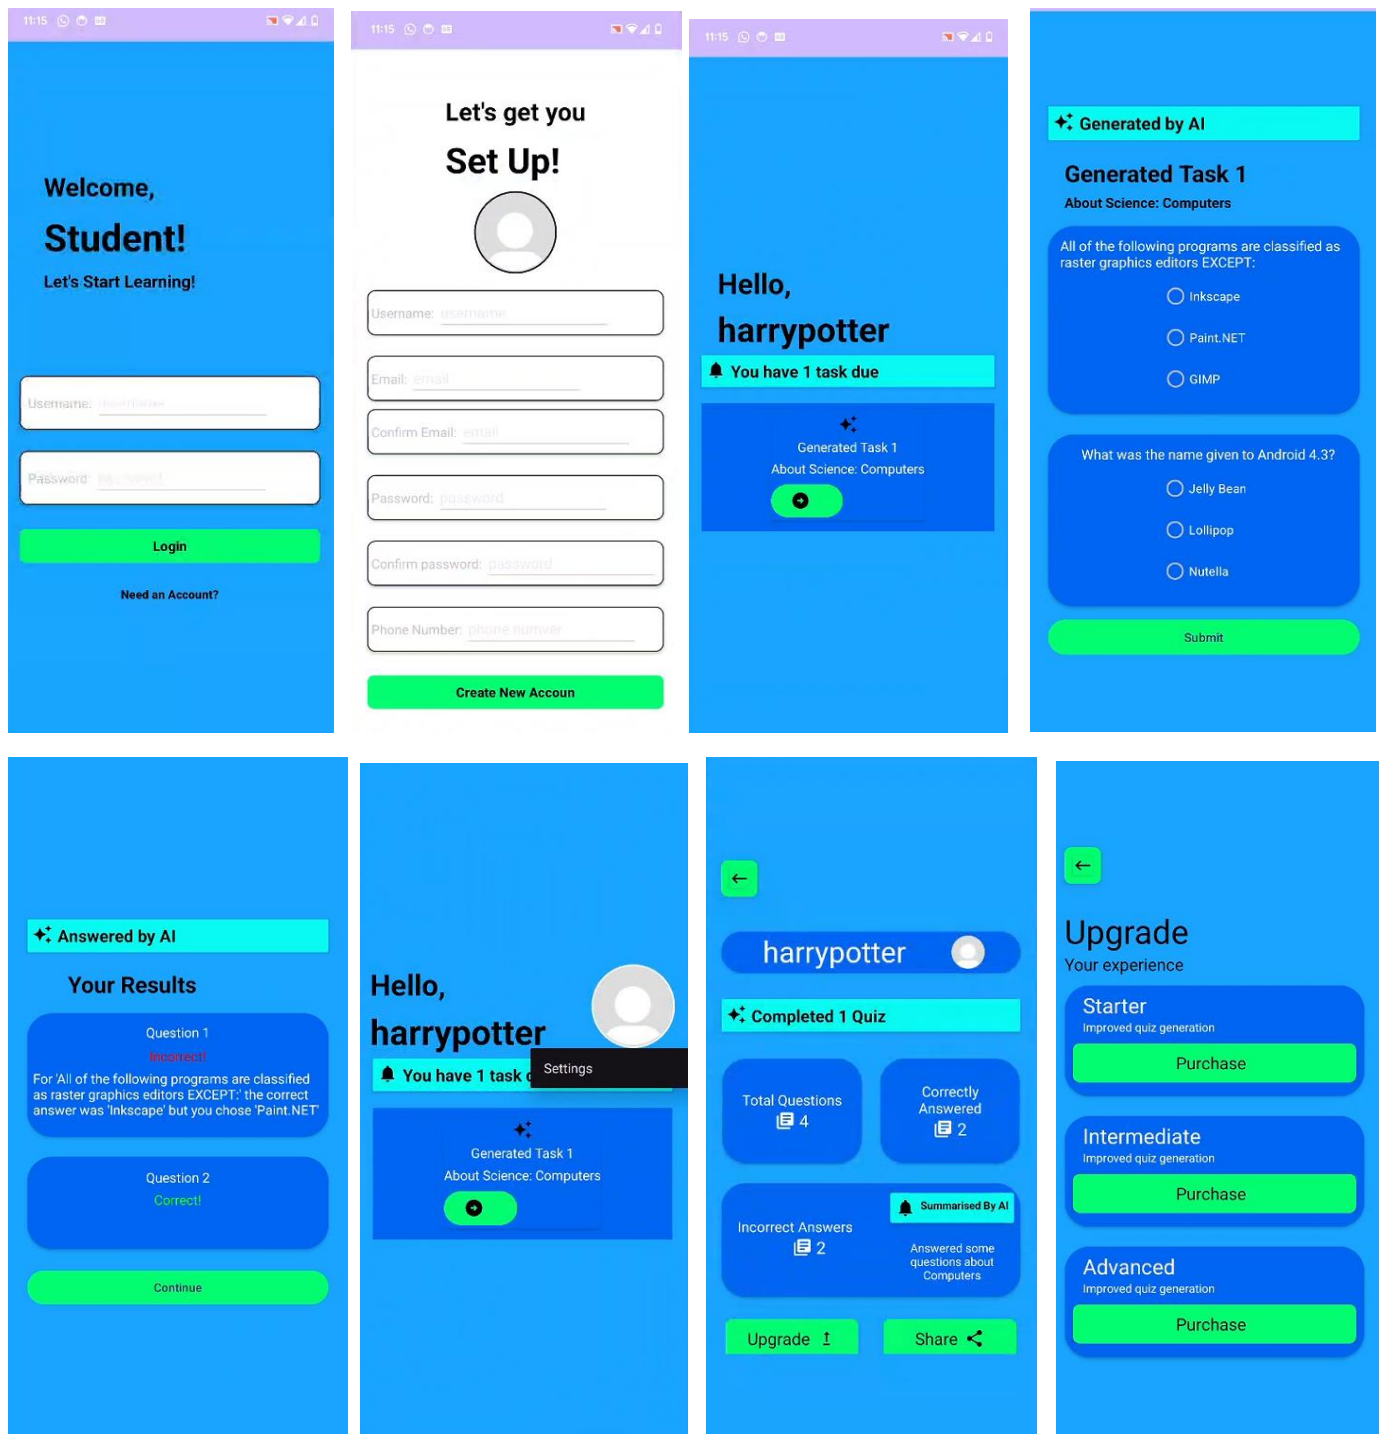 11:15
Welcome,
Student!
Let's Start Learning!
Username: username
Password: password
Login
Need an Account?
11:15
Let's get you
Set Up!
Username: username
Email: email
Confirm Email: email
Password: password
Confirm password: password
Phone Number: phone numver
Create New Accoun
11:15
Hello,
harrypotter
You have 1 task due
Generated Task 1
About Science: Computers
Generated by AI
Generated Task 1
About Science: Computers
All of the following programs are classified as
raster graphics editors EXCEPT:
Inkscape
Paint.NET
GIMP
What was the name given to Android 4.3?
Jelly Bean
Lollipop
Nutella
Submit
Answered by AI
Your Results
Question 1
Incorrect!
For 'All of the following programs are classified
as raster graphics editors EXCEPT:' the correct
answer was 'Inkscape' but you chose 'Paint.NET'
Question 2
Correct!
Continue
Hello,
harrypotter
You have 1 task d
Settings
Generated Task 1
About Science: Computers
harrypotter
Completed 1 Quiz
Total Questions
4
Correctly
Answered
2
Incorrect Answers
2
Summarised By AI
Answered some
questions about
Computers
Upgrade
Share
Upgrade
Your experience
Starter
Improved quiz generation
Purchase
Intermediate
Improved quiz generation
Purchase
Advanced
Improved quiz generation
Purchase